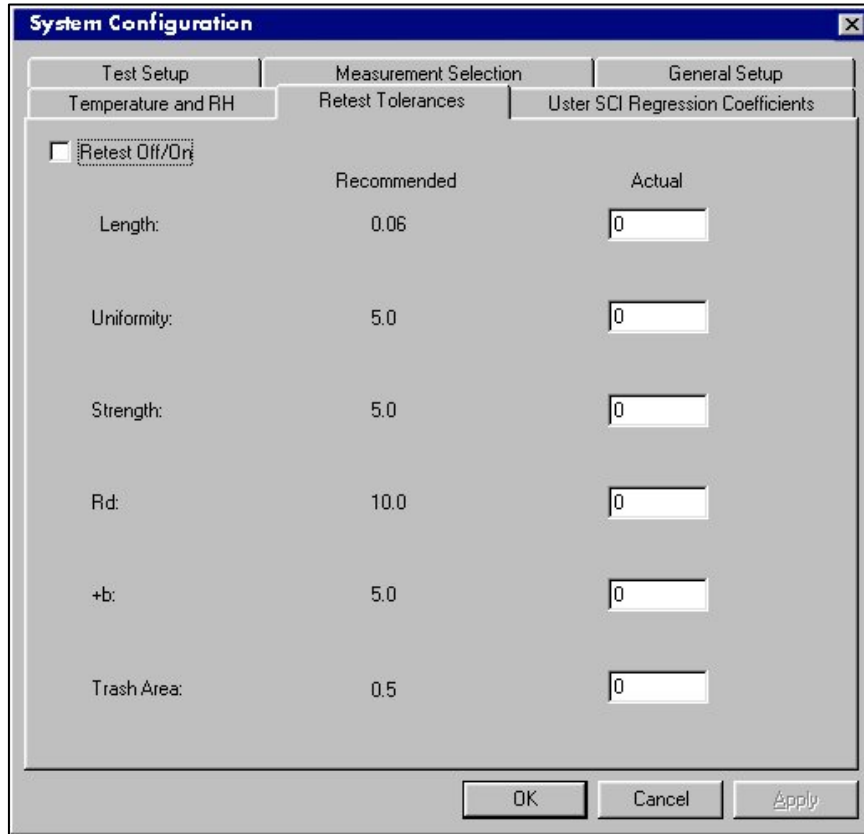 System Configuration
Test Setup Measurement Selection General Setup
Temperature and RH Retest Tolerances Uster SCI Regression Coefficients
Retest Off/On
Recommended Actual
Length: 0.06 0
Uniformity: 5.0 0
Strength: 5.0 0
Rd: 10.0 0
+b: 5.0 0
Trash Area: 0.5 0
OK Cancel Apply